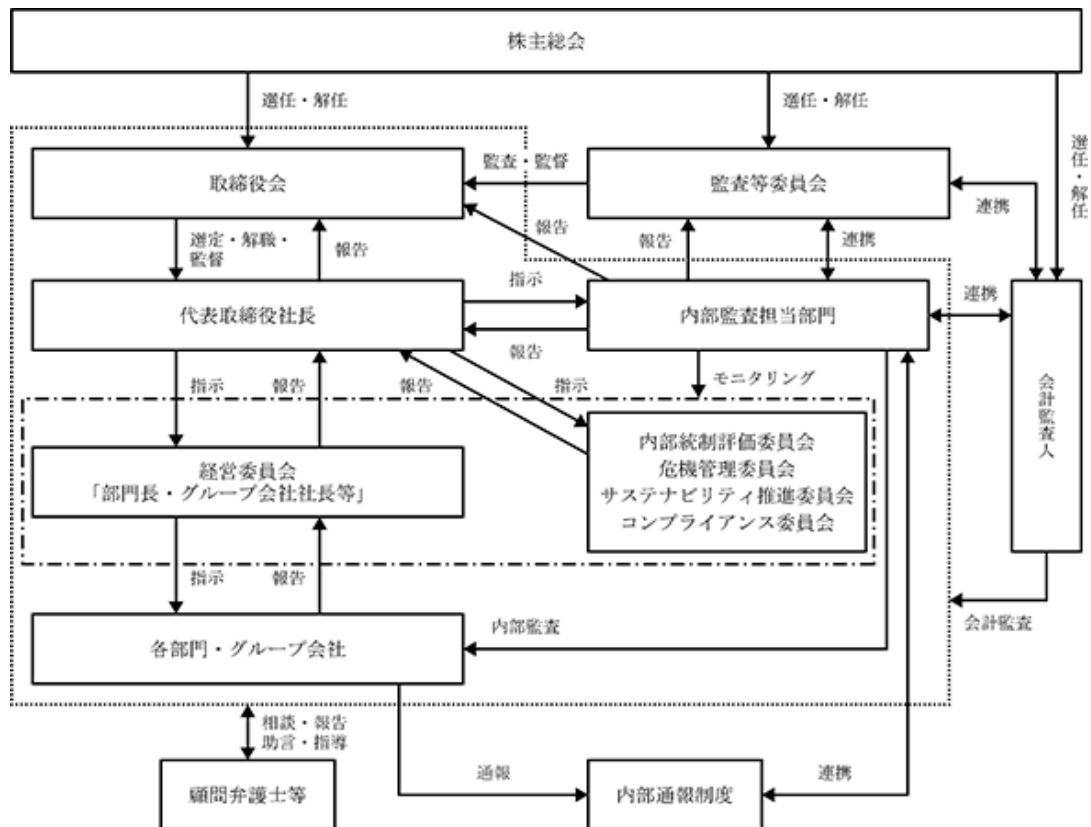 株主総会
選任・解任
選任・解任
選任・解任
取締役会
監査・監督
監査等委員会
連携
選定・解職・
監督
報告
報告
報告
連携
代表取締役社長
指示
報告
内部監査担当部門
連携
会計監査人
指示
報告
報告
指示
モニタリング
経営委員会
「部門長・グループ会社社長等」
内部統制評価委員会
危機管理委員会
サステナビリティ推進委員会
コンプライアンス委員会
指示
報告
各部門・グループ会社
内部監査
会計監査
相談・報告
助言・指導
顧問弁護士等
通報
内部通報制度
連携